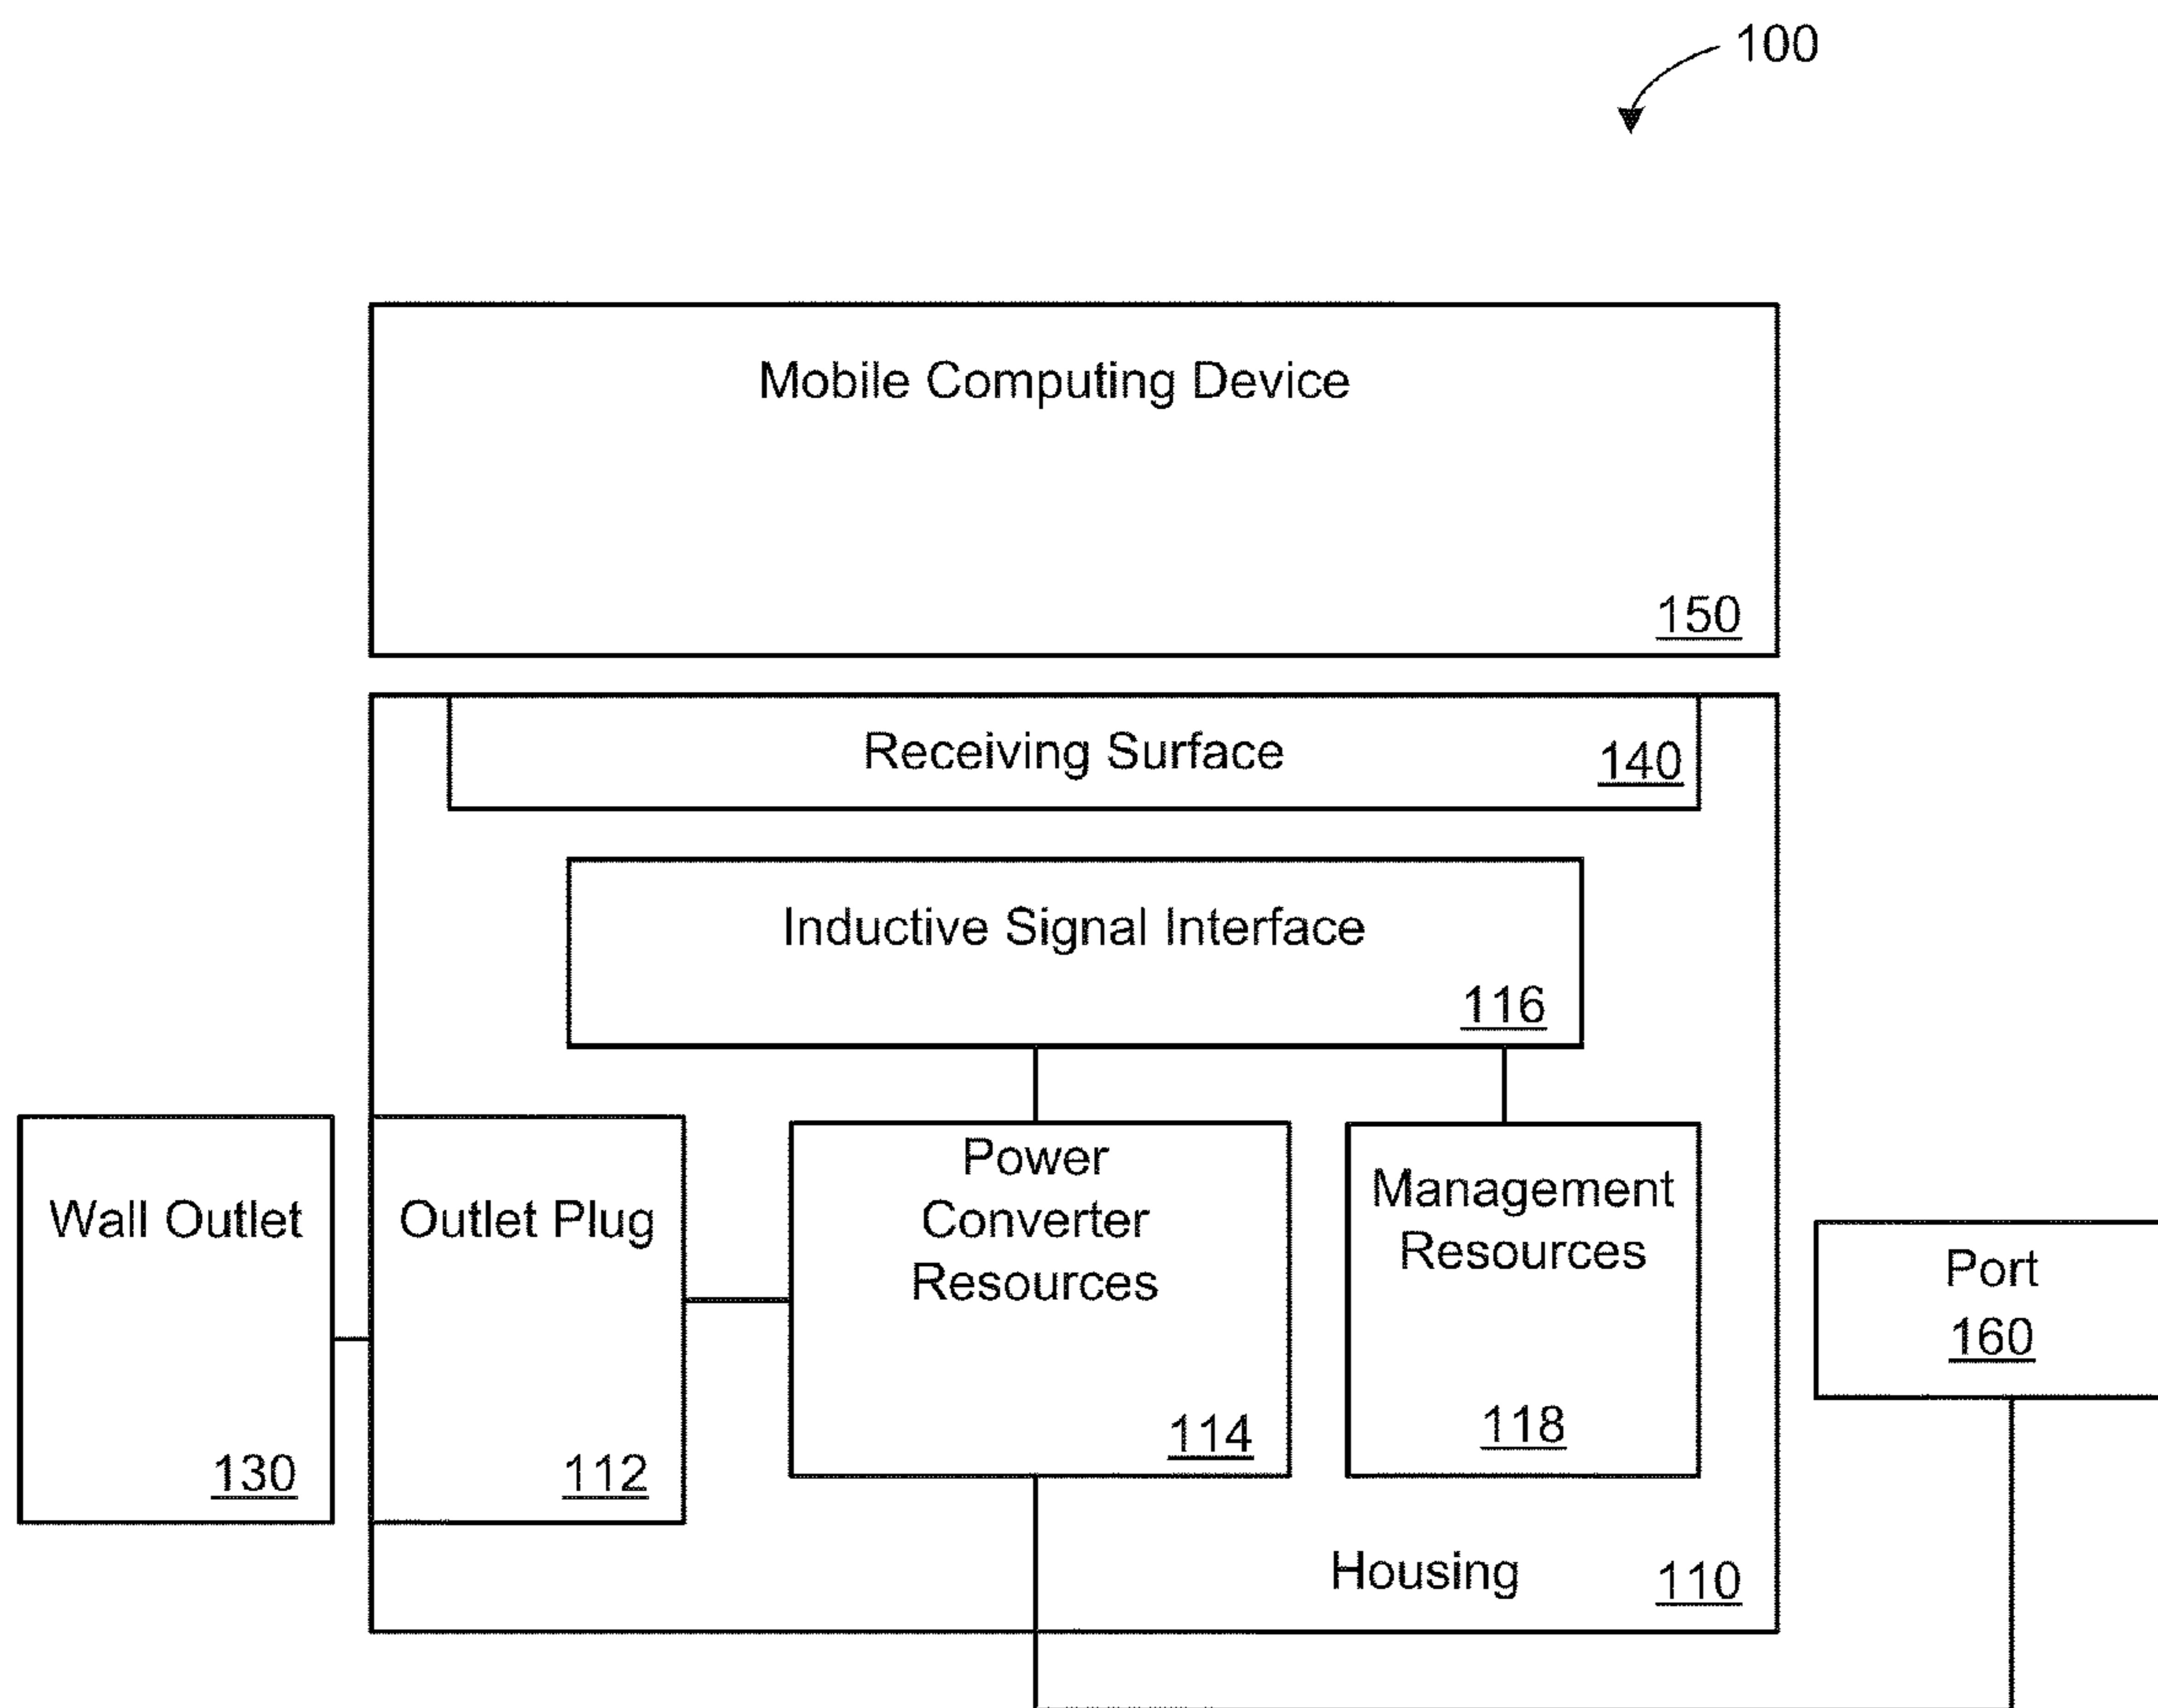 100
Mobile Computing Device
150
Receiving Surface
140
Inductive Signal Interface
116
Wall Outlet
130
Outlet Plug
112
Power
Converter
Resources
114
Management
Resources
118
Port
160
Housing
110